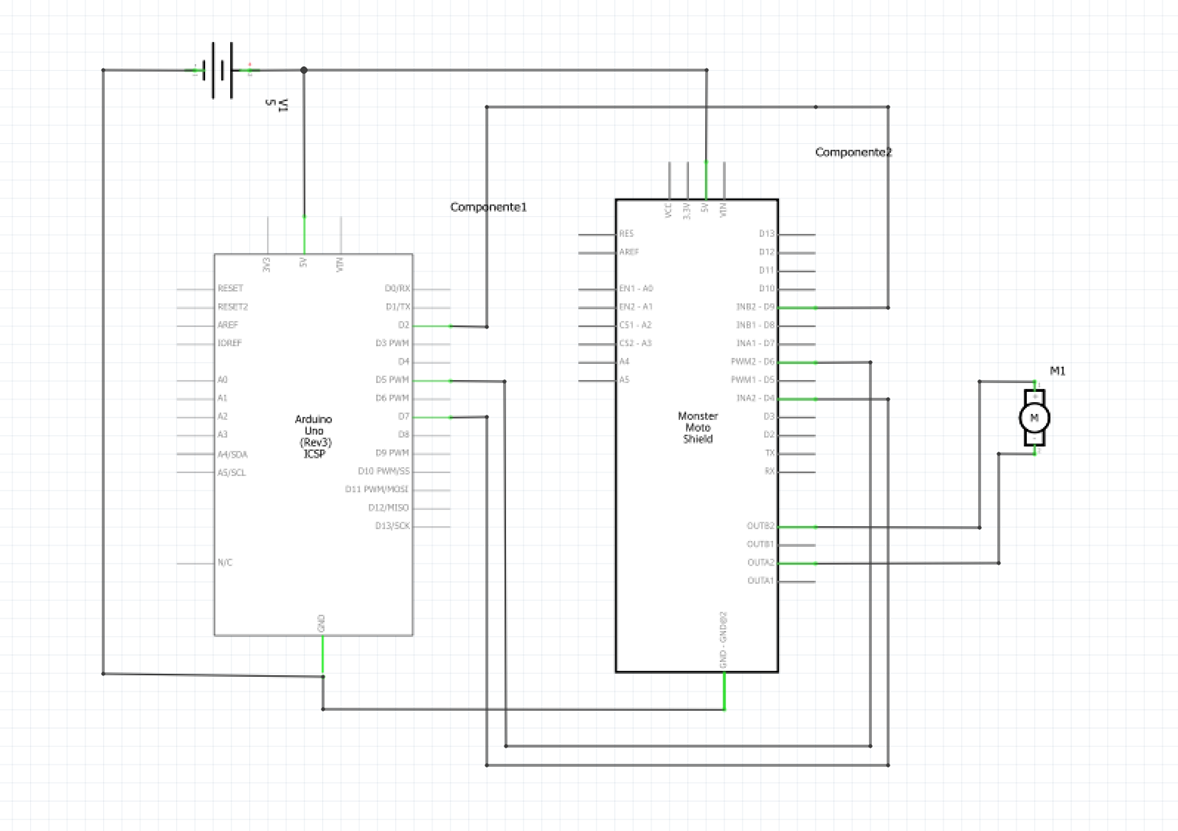 V1
5
Componente2
Componente1
VCC
3.3V
5V
VIN
3V3
5V
VIN
RES
AREF
EN1 - A0
EN2 - A1
CS1 - A2
CS2 - A3
A4
A5
D13
D12
D11
D10
INB2 - D9
INB1 - D8
INA1 - D7
PWM2 - D6
PWM1 - D5
INA2 - D4
D3
D2
TX
RX
OUTB2
OUTB1
OUTA2
OUTA1
GND - GND@2
Monster
Moto
Shield
RESET
RESET2
AREF
IOREF
A0
A1
A2
A3
A4/SDA
A5/SCL
N/C
D0/RX
D1/TX
D2
D3 PWM
D4
D5 PWM
D6 PWM
D7
D8
D9 PWM
D10 PWM/SS
D11 PWM/MOSI
D12/MISO
D13/SCK
GND
Arduino
Uno
(Rev3)
ICSP
M1
M